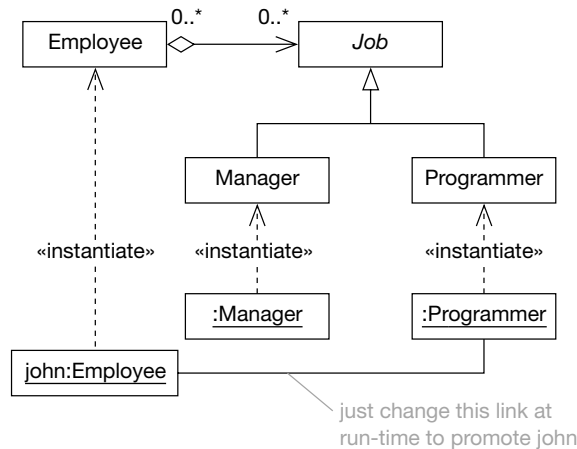 0..* 0..*
Employee Job
Manager Programmer
«instantiate» «instantiate» «instantiate»
:Manager :Programmer
john:Employee
just change this link at
run-time to promote john